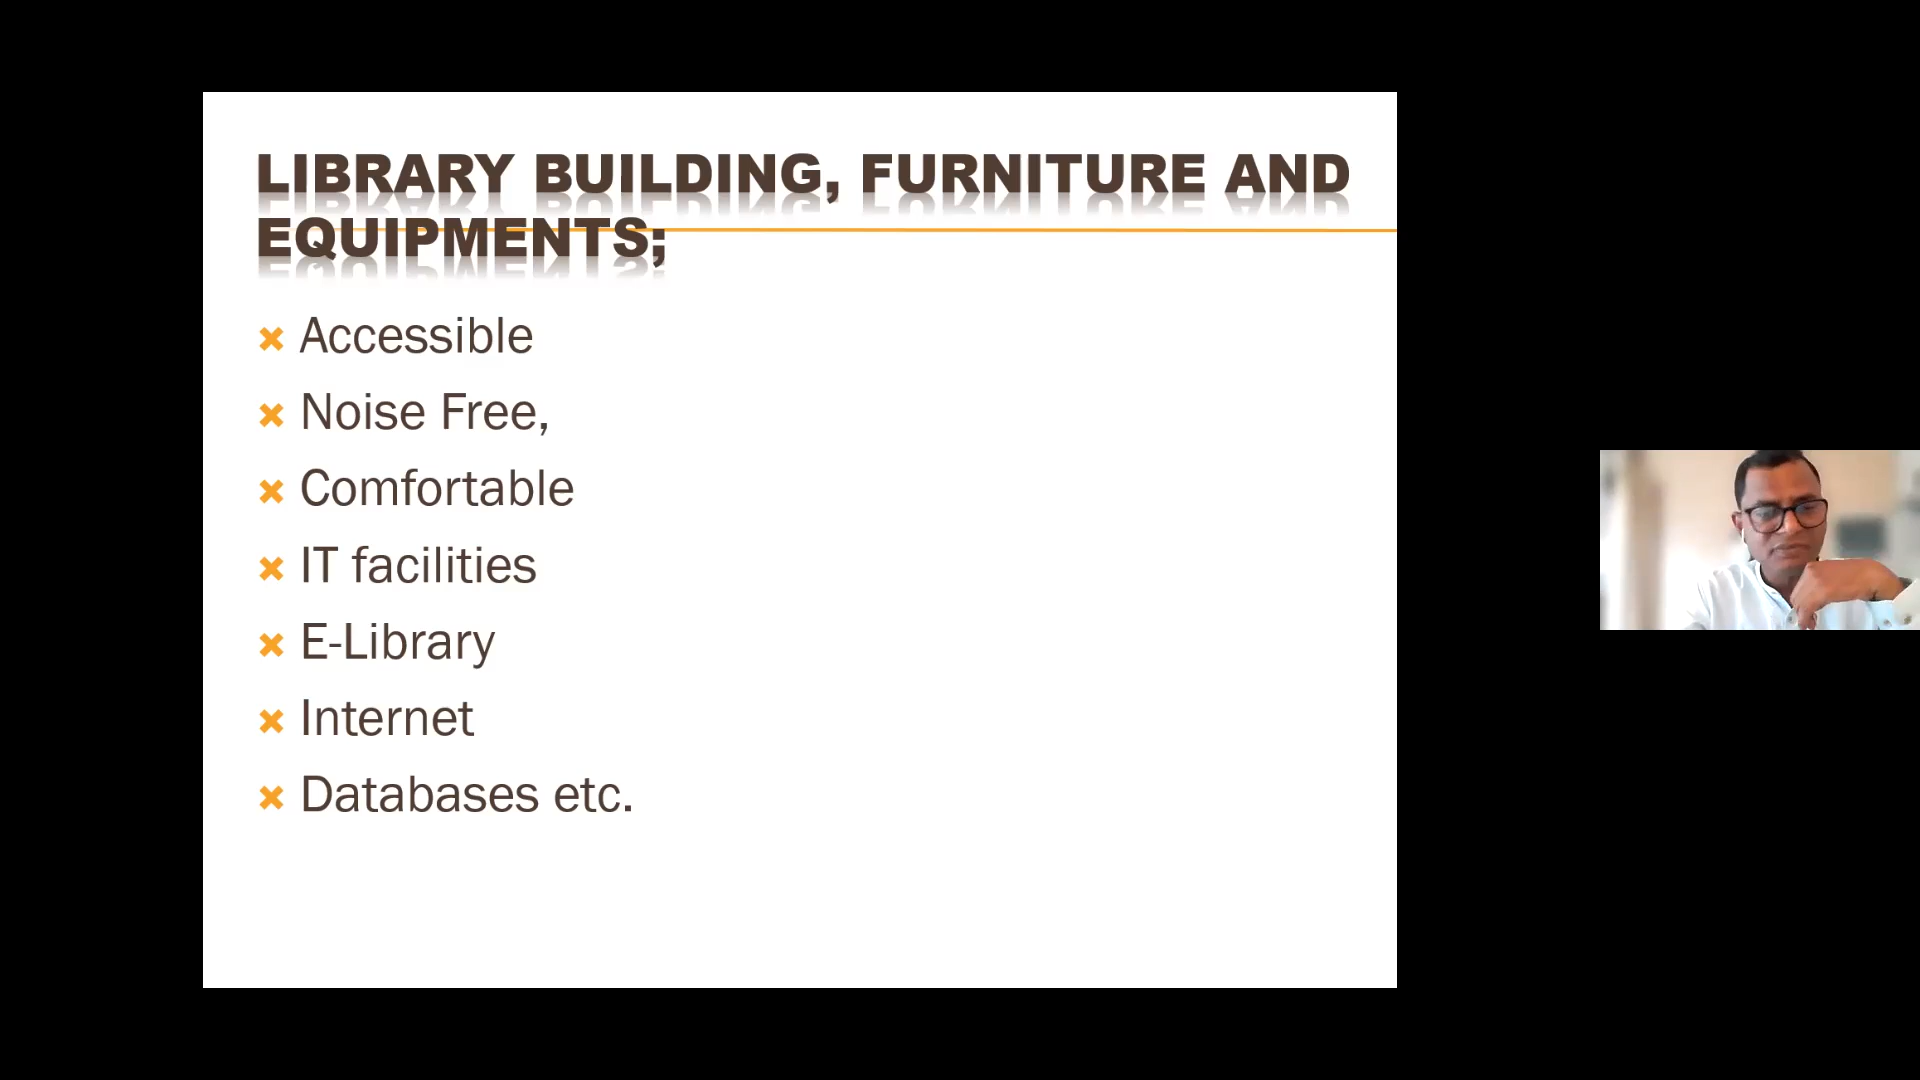 LIBRARY BUILDING, FURNITURE AND
EQUIPMENTS;
Accessible
Noise Free,
Comfortable
IT facilities
E-Library
Internet
Databases etc.